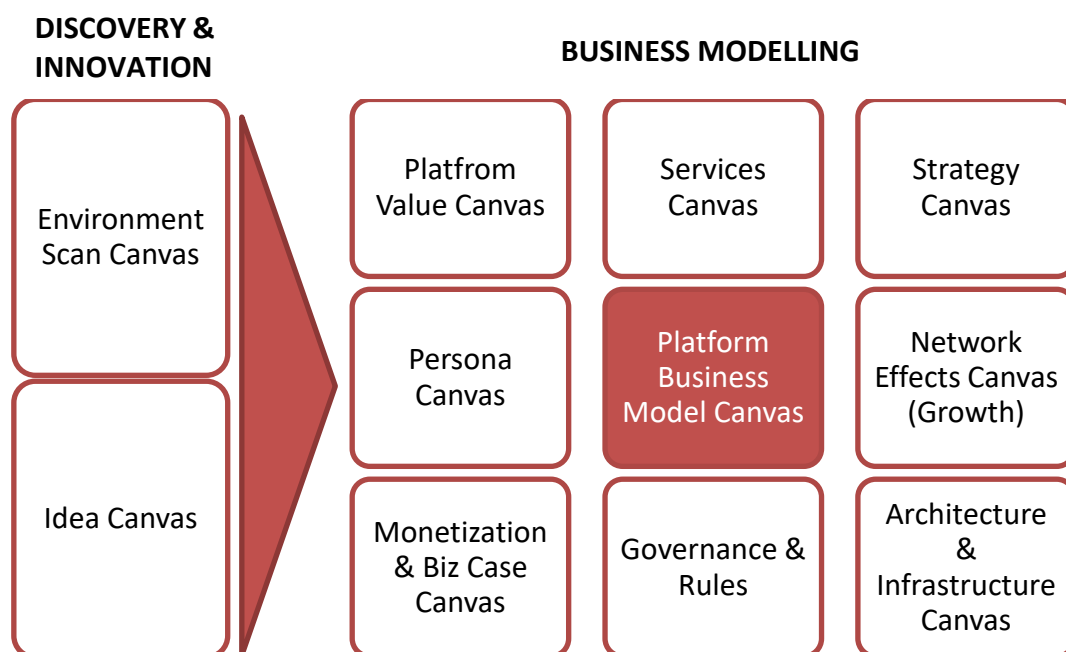 DISCOVERY &
INNOVATION
BUSINESS MODELLING
Environment
Scan Canvas
Idea Canvas
Platfrom
Value Canvas
Services
Canvas
Strategy
Canvas
Persona
Canvas
Platform
Business
Model Canvas
Network
Effects Canvas
(Growth)
Monetization
& Biz Case
Canvas
Governance &
Rules
Architecture
&
Infrastructure
Canvas